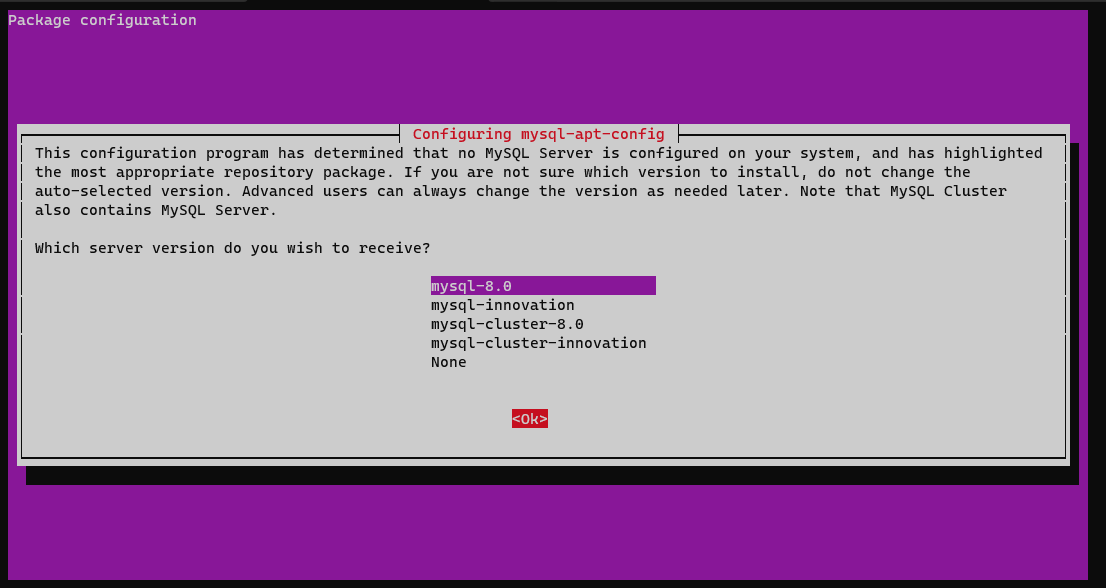 Package configuration
Configuring mysql-apt-config
This configuration program has determined that no MySQL Server is configured on your system, and has highlighted
the most appropriate repository package. If you are not sure which version to install, do not change the
auto-selected version. Advanced users can always change the version as needed later. Note that MySQL Cluster
also contains MySQL Server.
Which server version do you wish to receive?
mysql-8.0
mysql-innovation
mysql-cluster-8.0
mysql-cluster-innovation
None
<Ok>